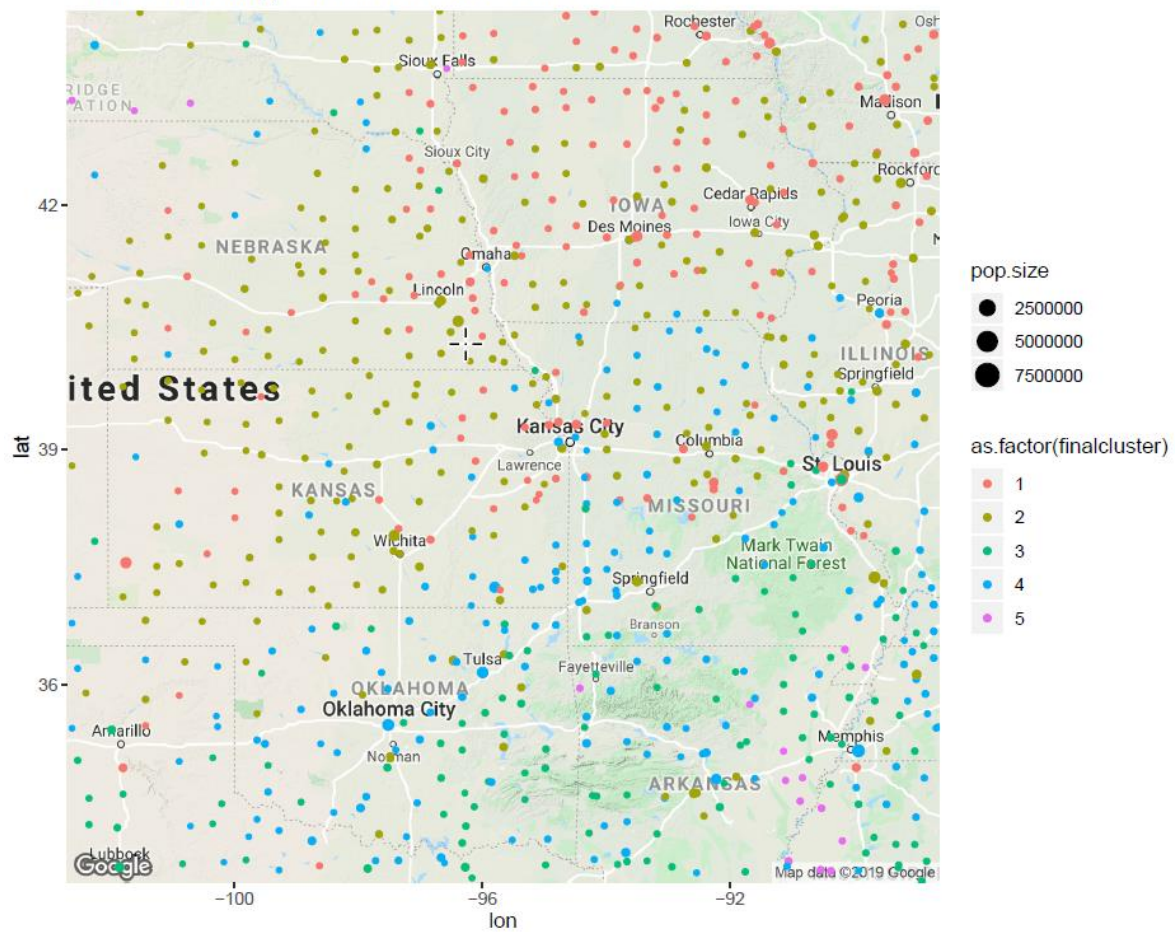 Rochester
Osh
Sioux Falls
RIDGE
ATION
Madison
Sioux City
Rockford
Cedar Rapids
42
IOWA
Iowa City
Des Moines
NEBRASKA
Omaha
Lincoln
Peoria
ILLINOIS
Springfield
ited States
Kansas City
Columbia
39
Lawrence
St. Louis
KANSAS
MISSOURI
Wichita
Mark Twain
National Forest
Springfield
Branson
Tulsa
Fayetteville
36
OKLAHOMA
Oklahoma City
Amarillo
Norman
Memphis
ARKANSAS
Lubbock
Google
Map data ©2019 Google
−100
−96
−92
lon
lat
pop.size
2500000
5000000
7500000
as.factor(finalcluster)
1
2
3
4
5